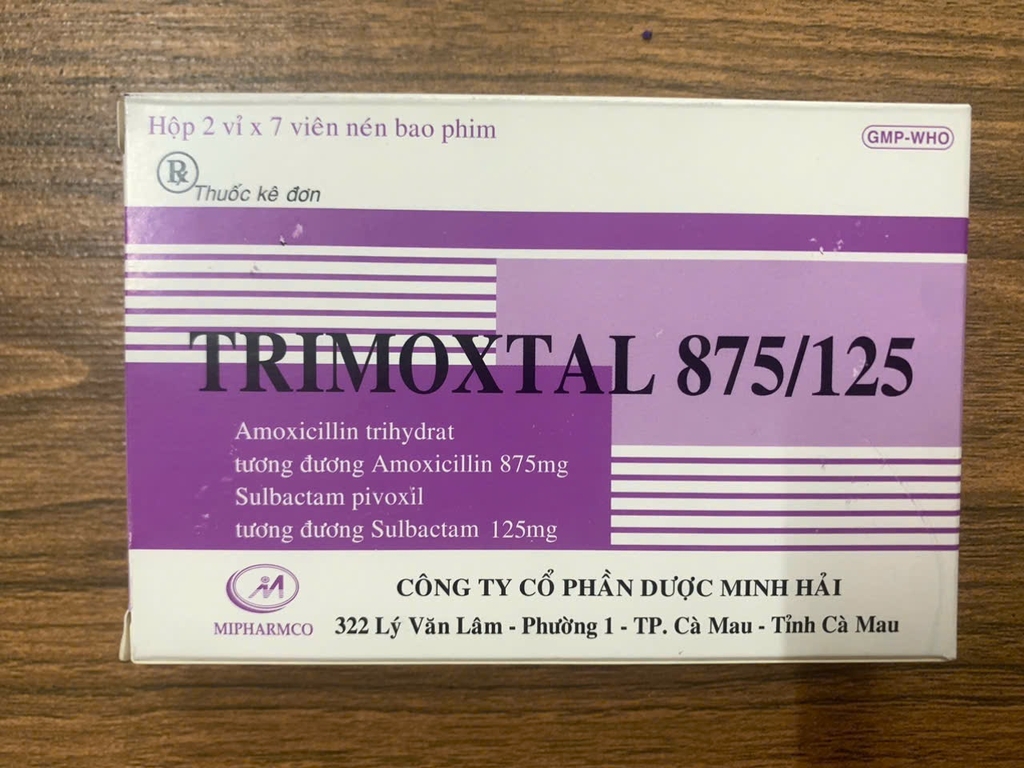 Hộp 2 vỉ x 7 viên nén bao phim
GMP-WHO
Rx
Thuốc kê đơn
TRIMOXTAL 875/125
Amoxicillin trihydrat
tương đương Amoxicillin 875mg
Sulbactam pivoxil
tương đương Sulbactam 125mg
MIPHARMCO
CÔNG TY CỔ PHẦN DƯỢC MINH HẢI
322 Lý Văn Lâm - Phường 1 - TP. Cà Mau - Tỉnh Cà Mau